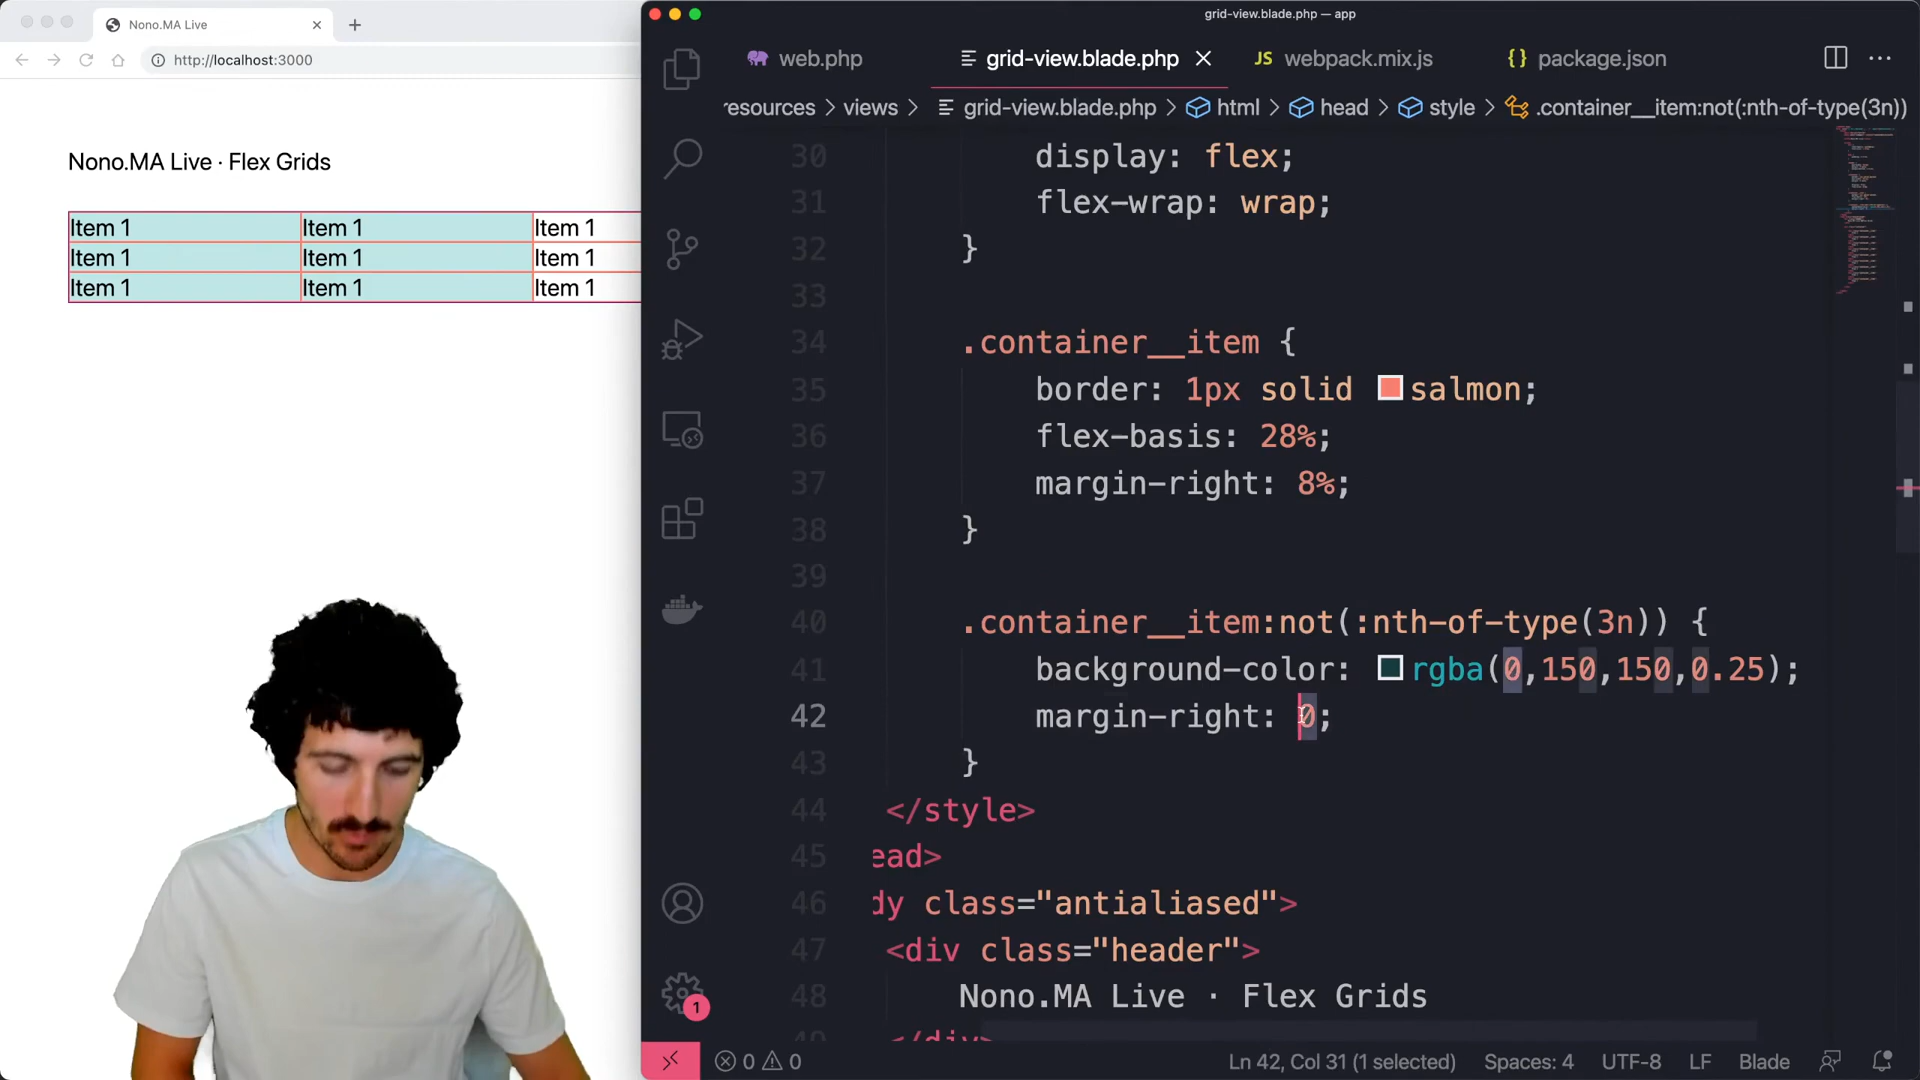 Nono.MA Live
http://localhost:3000
Nono.MA Live · Flex Grids
Item 1 Item 1 Item 1
Item 1 Item 1 Item 1
Item 1 Item 1 Item 1
grid-view.blade.php — app
web.php grid-view.blade.php JS webpack.mix.js {} package.json
resources > views > grid-view.blade.php > html > head > style > .container__item:not(:nth-of-type(3n))
30 display: flex;
31 flex-wrap: wrap;
32 }
33
34 .container__item {
35 border: 1px solid salmon;
36 flex-basis: 28%;
37 margin-right: 8%;
38 }
39
40 .container__item:not(:nth-of-type(3n)) {
41 background-color: rgba(0,150,150,0.25);
42 margin-right: 0;
43 }
44 </style>
45 ead>
46 dy class="antialiased">
47 <div class="header">
48 Nono.MA Live · Flex Grids
49 </div>
1
0 0 Ln 42, Col 31 (1 selected) Spaces: 4 UTF-8 LF Blade